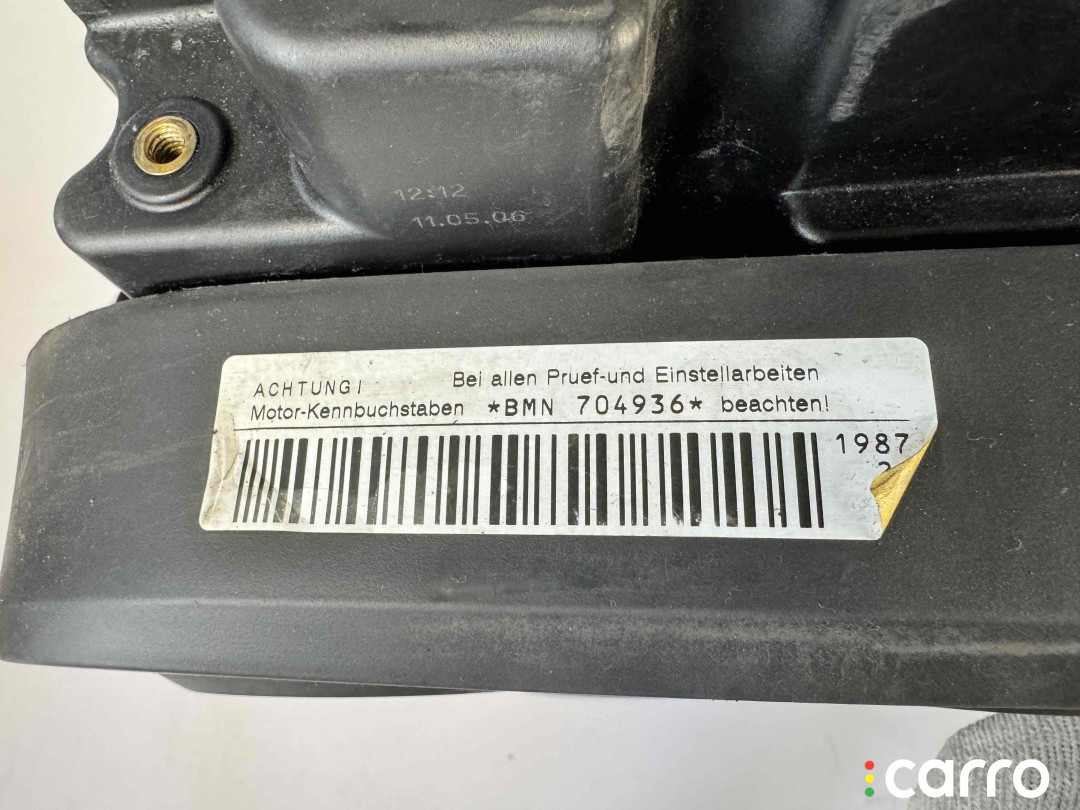 12:12
11.05.06
ACHTUNG! Bei allen Pruef-und Einstellarbeiten
Motor-Kennbuchstaben *BMN 704936* beachten!
1987
carro